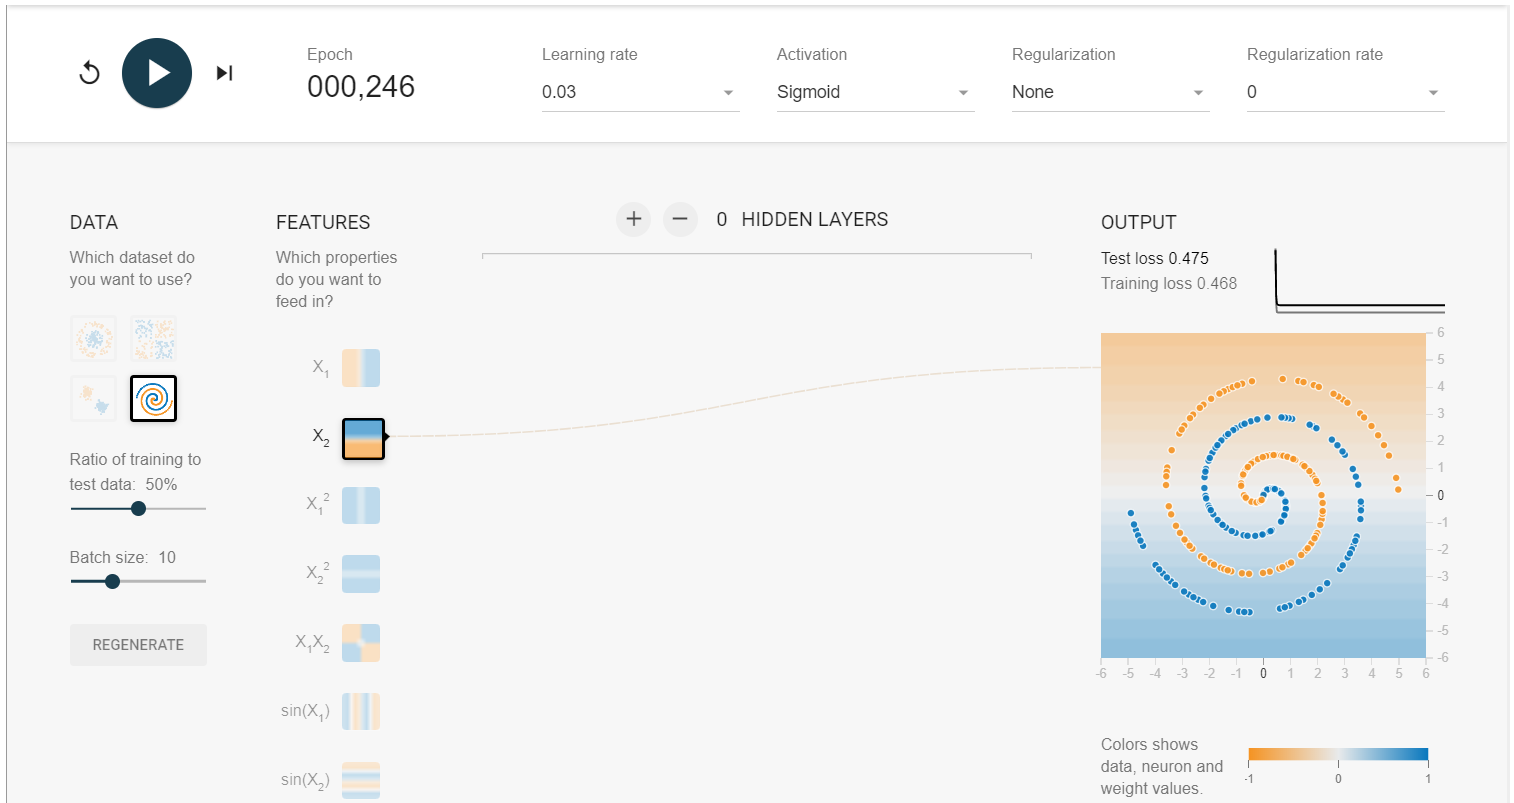 Epoch
000,246
Learning rate
0.03
Activation
Sigmoid
Regularization
None
Regularization rate
0
DATA
Which dataset do
you want to use?
Ratio of training to
test data: 50%
Batch size: 10
REGENERATE
FEATURES
Which properties
do you want to
feed in?
X1
X2
X1²
X2²
X1X2
sin(X1)
sin(X2)
+ − 0 HIDDEN LAYERS
OUTPUT
Test loss 0.475
Training loss 0.468
6
5
4
3
2
1
0
-1
-2
-3
-4
-5
-6
-6 -5 -4 -3 -2 -1 0 1 2 3 4 5 6
Colors shows
data, neuron and
weight values.
-1 0 1